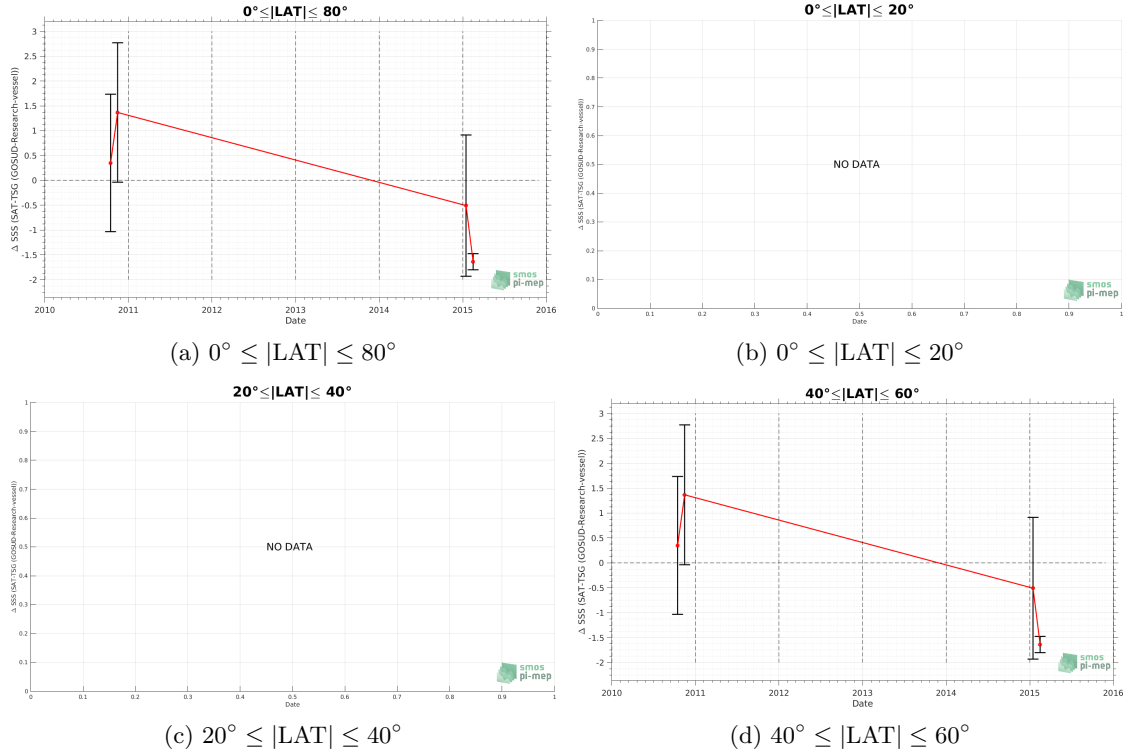 0°≤|LAT|≤ 80°
Δ SSS (SAT-TSG (GOSUD-Research-vessel))
3
2.5
2
1.5
1
0.5
0
-0.5
-1
-1.5
-2
2010 2011 2012 2013 2014 2015 2016
Date
smos
pi-mep
(a) 0° ≤ |LAT| ≤ 80°
0°≤|LAT|≤ 20°
Δ SSS (SAT-TSG (GOSUD-Research-vessel))
1
0.9
0.8
0.7
0.6
0.5
0.4
0.3
0.2
0.1
0
NO DATA
0 0.1 0.2 0.3 0.4 0.5 0.6 0.7 0.8 0.9 1
Date
smos
pi-mep
(b) 0° ≤ |LAT| ≤ 20°
20°≤|LAT|≤ 40°
Δ SSS (SAT-TSG (GOSUD-Research-vessel))
1
0.9
0.8
0.7
0.6
0.5
0.4
0.3
0.2
0.1
0
NO DATA
0 0.1 0.2 0.3 0.4 0.5 0.6 0.7 0.8 0.9 1
Date
smos
pi-mep
(c) 20° ≤ |LAT| ≤ 40°
40°≤|LAT|≤ 60°
Δ SSS (SAT-TSG (GOSUD-Research-vessel))
3
2.5
2
1.5
1
0.5
0
-0.5
-1
-1.5
-2
2010 2011 2012 2013 2014 2015 2016
Date
smos
pi-mep
(d) 40° ≤ |LAT| ≤ 60°